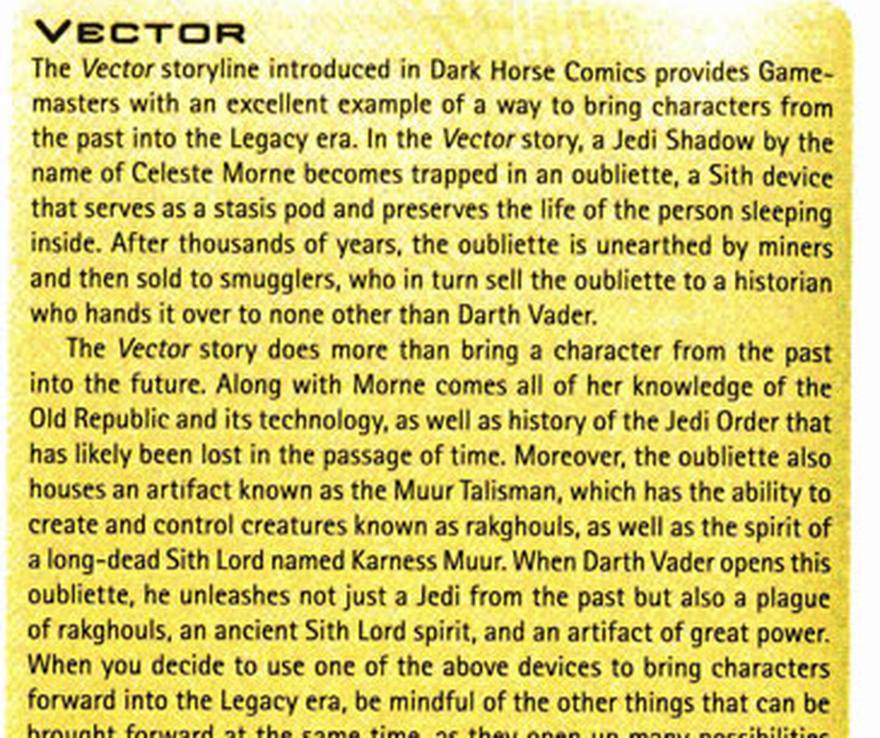 VECTOR
The Vector storyline introduced in Dark Horse Comics provides Game-
masters with an excellent example of a way to bring characters from
the past into the Legacy era. In the Vector story, a Jedi Shadow by the
name of Celeste Morne becomes trapped in an oubliette, a Sith device
that serves as a stasis pod and preserves the life of the person sleeping
inside. After thousands of years, the oubliette is unearthed by miners
and then sold to smugglers, who in turn sell the oubliette to a historian
who hands it over to none other than Darth Vader.
The Vector story does more than bring a character from the past
into the future. Along with Morne comes all of her knowledge of the
Old Republic and its technology, as well as history of the Jedi Order that
has likely been lost in the passage of time. Moreover, the oubliette also
houses an artifact known as the Muur Talisman, which has the ability to
create and control creatures known as rakghouls, as well as the spirit of
a long-dead Sith Lord named Karness Muur. When Darth Vader opens this
oubliette, he unleashes not just a Jedi from the past but also a plague
of rakghouls, an ancient Sith Lord spirit, and an artifact of great power.
When you decide to use one of the above devices to bring characters
forward into the Legacy era, be mindful of the other things that can be
brought forward at the same time, as they open up many possibilities